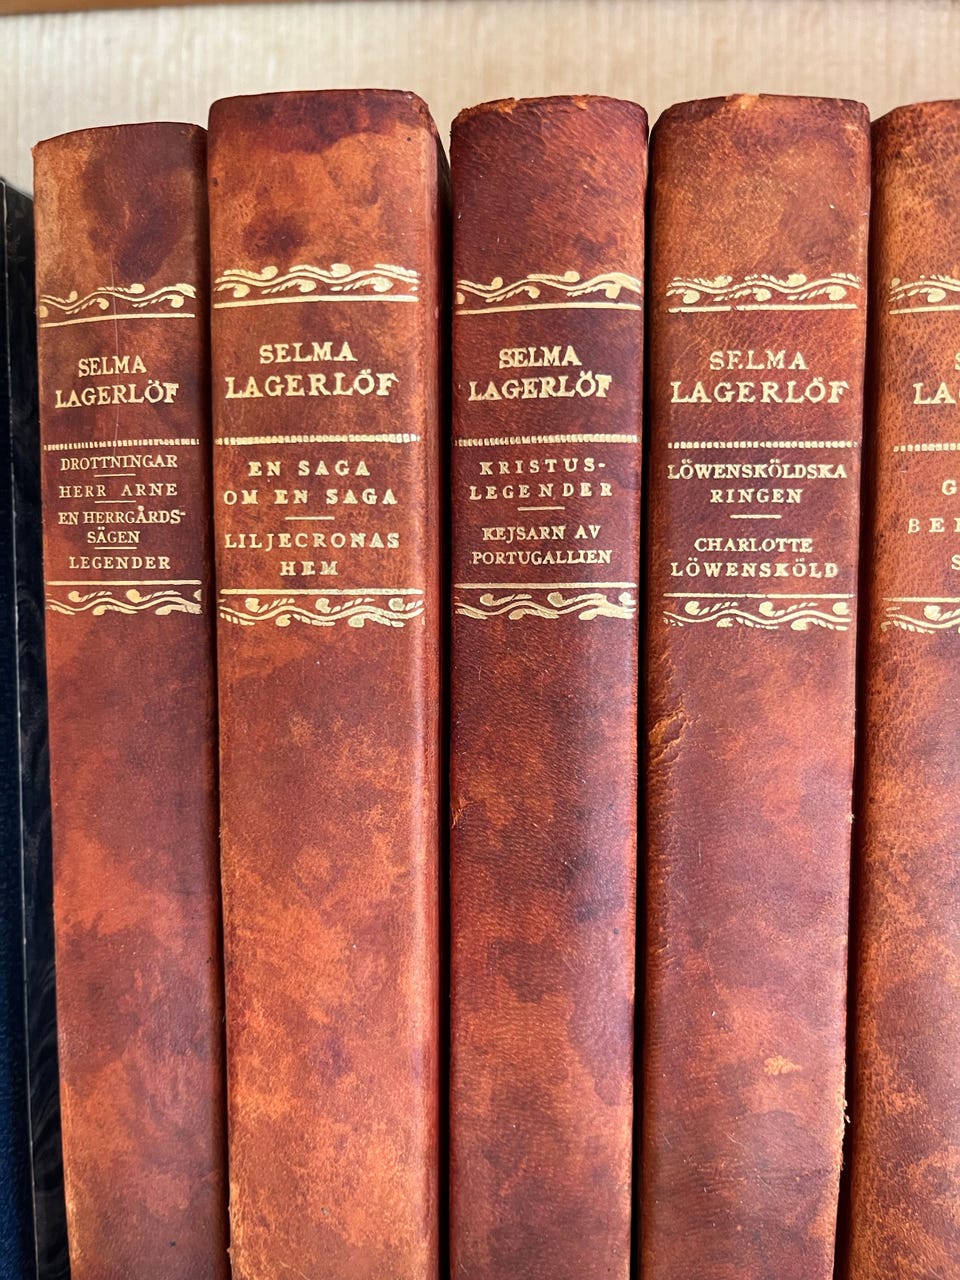 SELMA
LAGERLÖF
DROTTNINGAR
HERR ARNE
EN HERRGÅRDS-
SÄGEN
LEGENDER
SELMA
LAGERLÖF
EN SAGA
OM EN SAGA
LILJECRONAS
HEM
SELMA
LAGERLÖF
KRISTUS-
LEGENDER
KEJSARN AV
PORTUGALLIEN
SELMA
LAGERLÖF
LÖWENSKÖLDSKA
RINGEN
CHARLOTTE
LÖWENSKÖLD